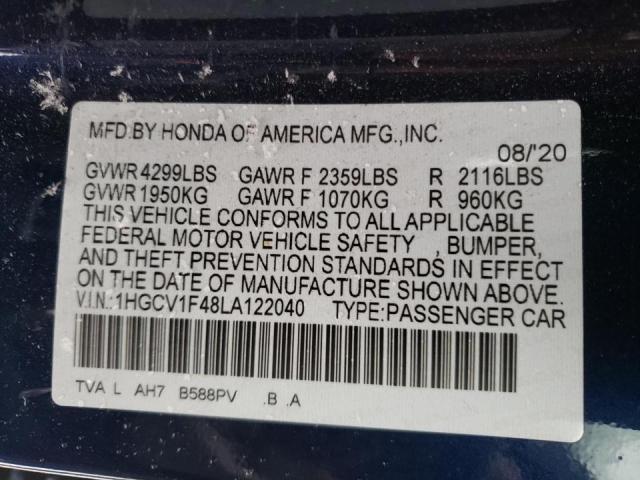 MFD.BY HONDA OF AMERICA MFG.,INC.
08/'20
GVWR 4299LBS GAWR F 2359LBS R 2116LBS
GVWR 1950KG GAWR F 1070KG R 960KG
THIS VEHICLE CONFORMS TO ALL APPLICABLE
FEDERAL MOTOR VEHICLE SAFETY , BUMPER,
AND THEFT PREVENTION STANDARDS IN EFFECT
ON THE DATE OF MANUFACTURE SHOWN ABOVE.
V.I.N.:1HGCV1F48LA122040 TYPE:PASSENGER CAR
TVA L AH7 B588PV .B .A